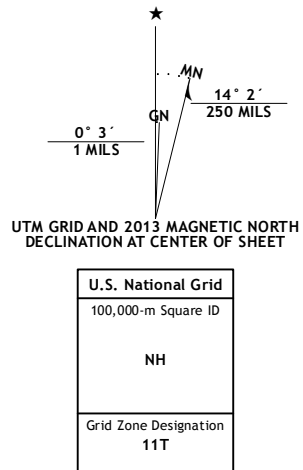 ★
MN
GN
0° 3´
1 MILS
14° 2´
250 MILS
UTM GRID AND 2013 MAGNETIC NORTH
DECLINATION AT CENTER OF SHEET
U.S. National Grid
100,000-m Square ID
NH
Grid Zone Designation
11T